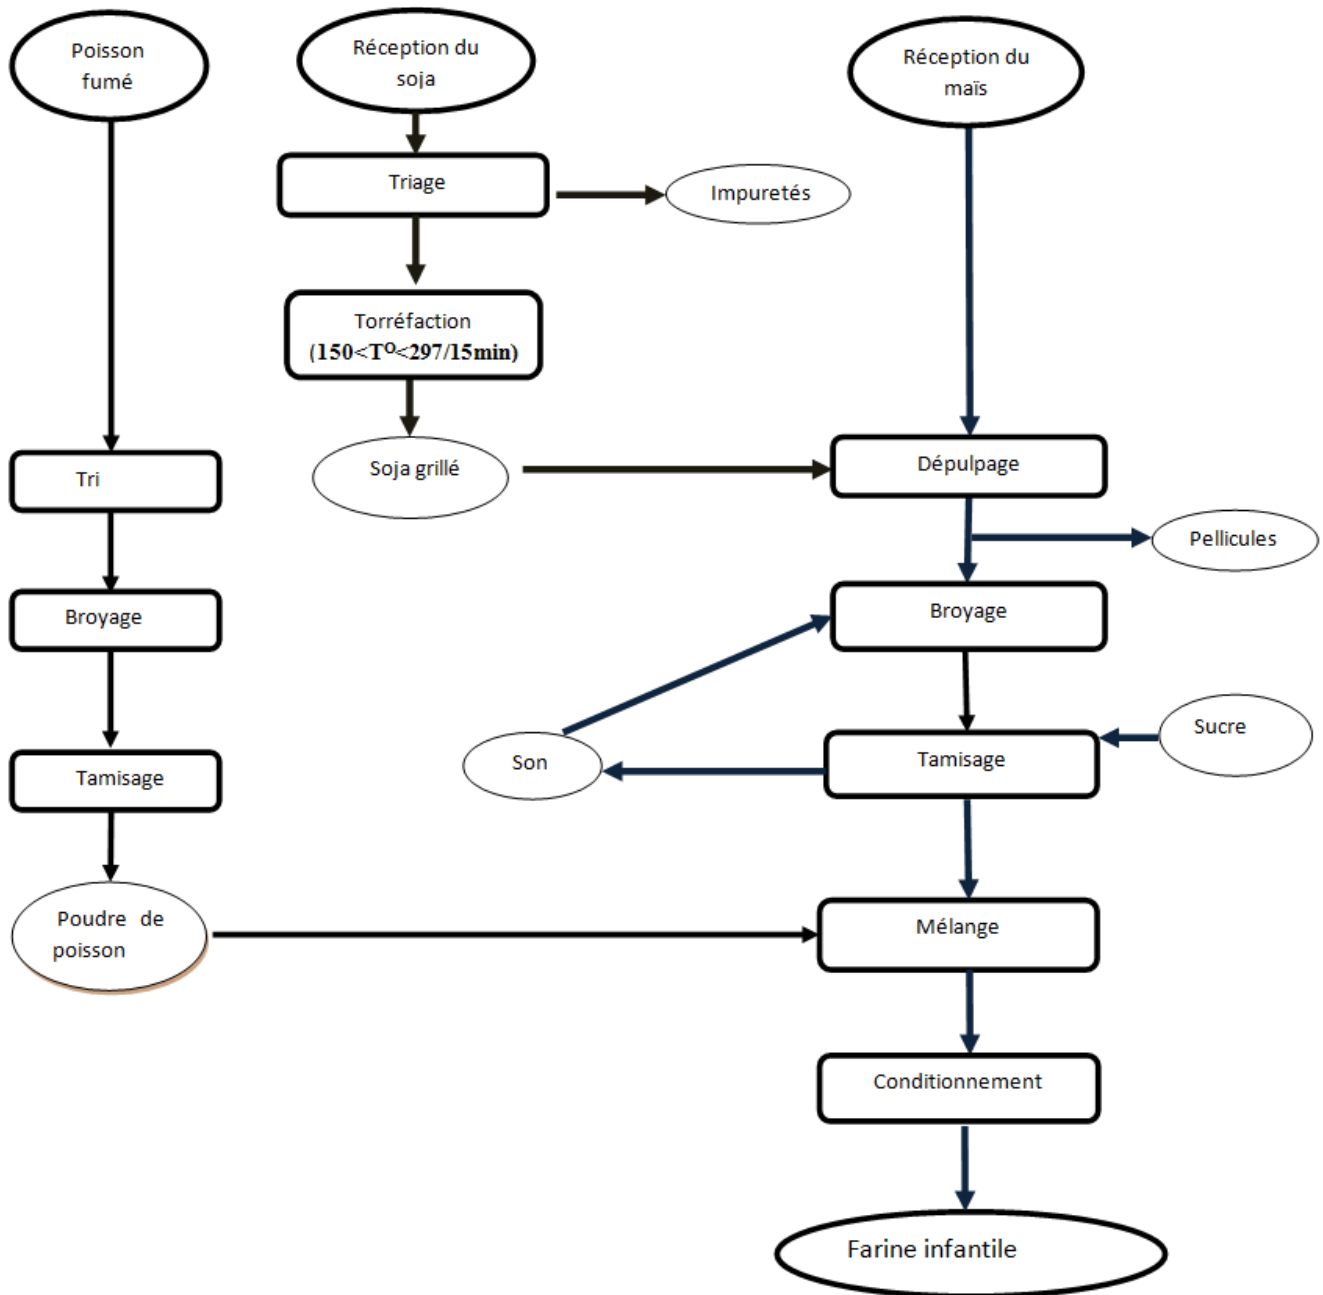 Poisson
fumé
Réception du
soja
Réception du
maïs
Triage
Impuretés
Torréfaction
(150<T°<297/15min)
Soja grillé
Dépulpage
Tri
Pellicules
Broyage
Broyage
Sucre
Son
Tamisage
Tamisage
Poudre de
poisson
Mélange
Conditionnement
Farine infantile